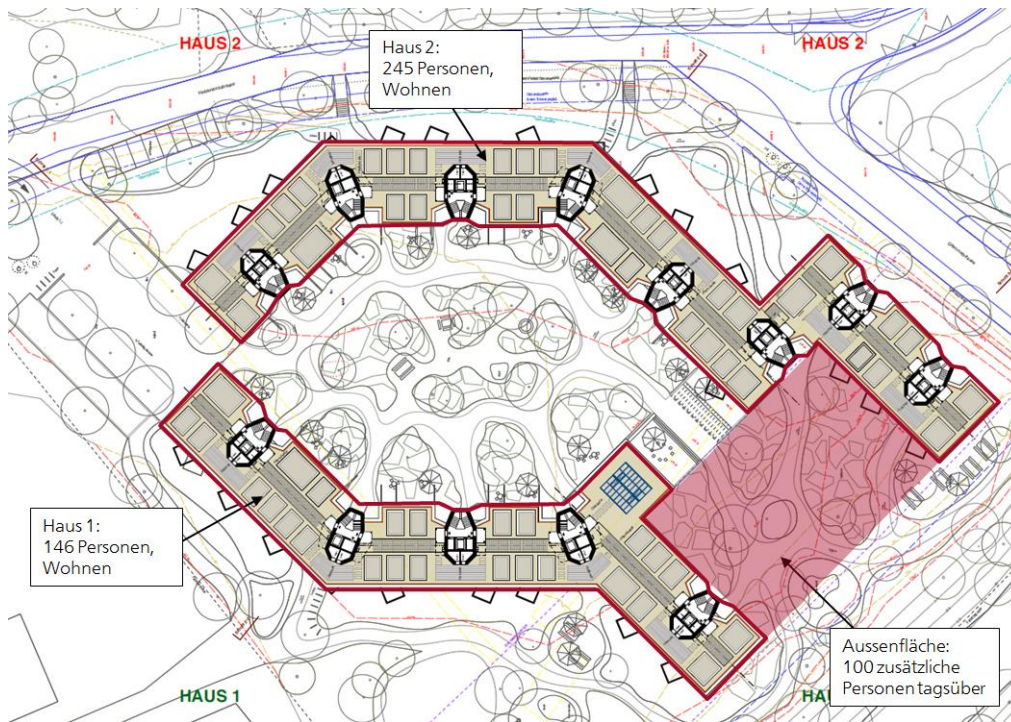 HAUS 2
Haus 2:
245 Personen,
Wohnen
HAUS 2
Haus 1:
146 Personen,
Wohnen
Aussenfläche:
100 zusätzliche
Personen tagsüber
HAUS 1